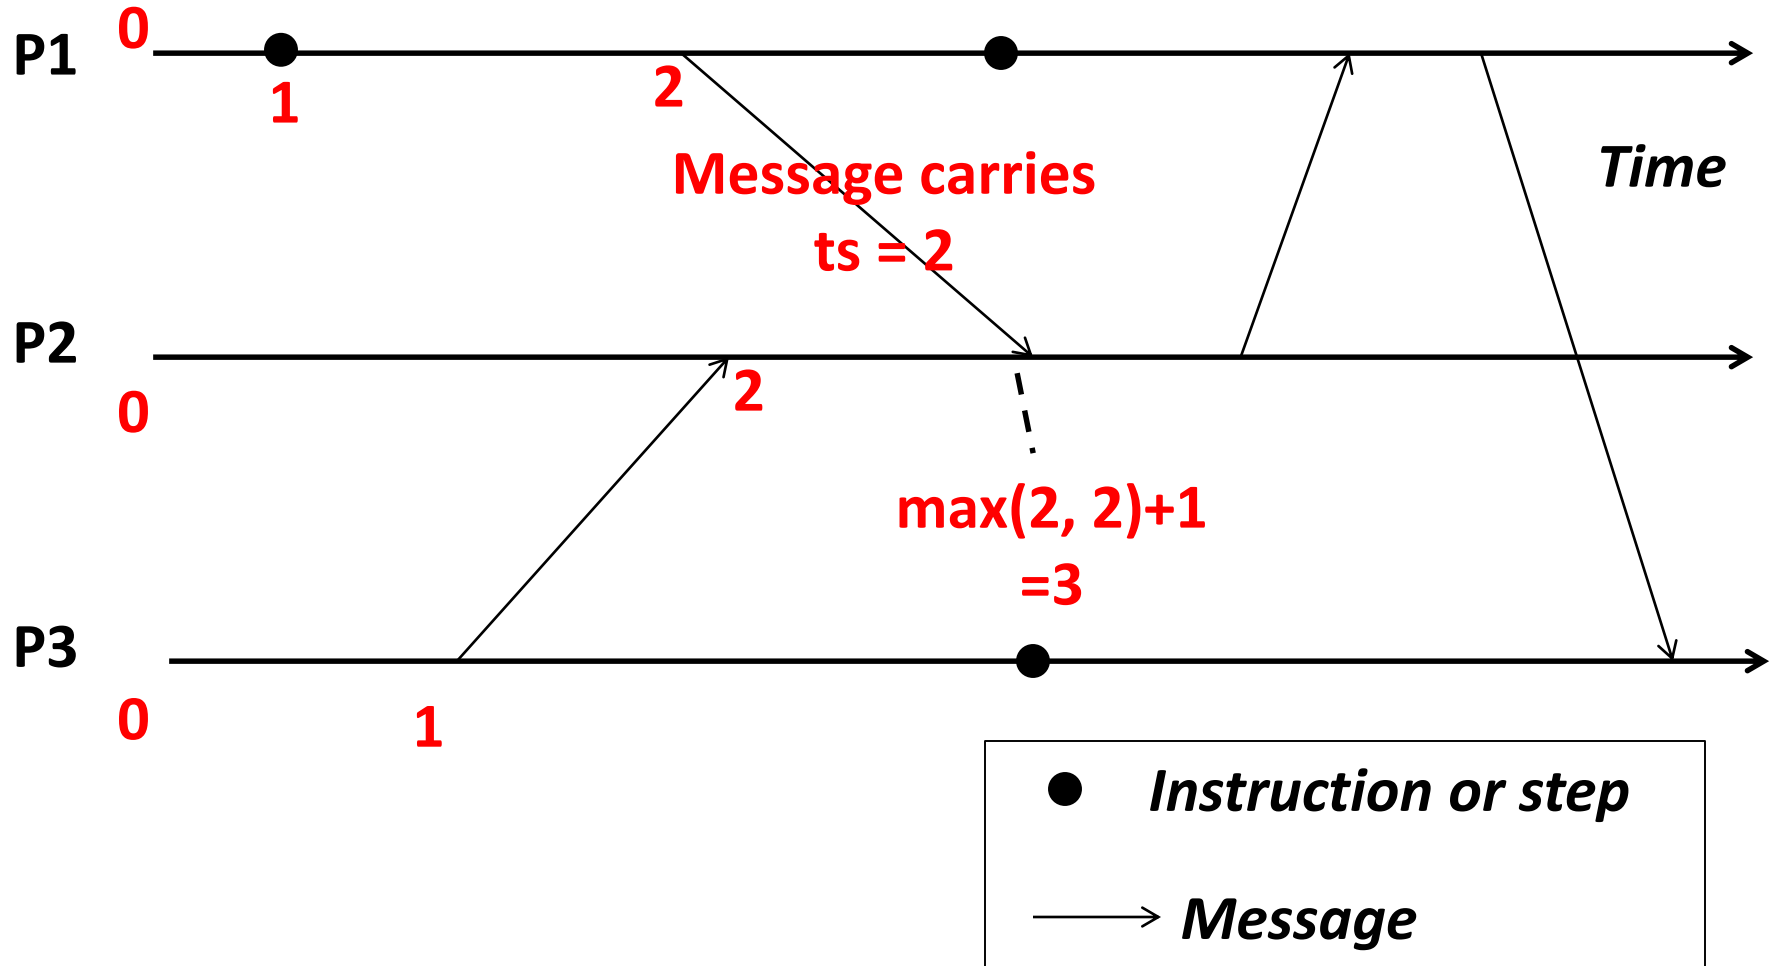 0
P1
1
2
Message carries
ts = 2
Time
P2
0
2
max(2, 2)+1
=3
P3
0
1
Instruction or step
Message